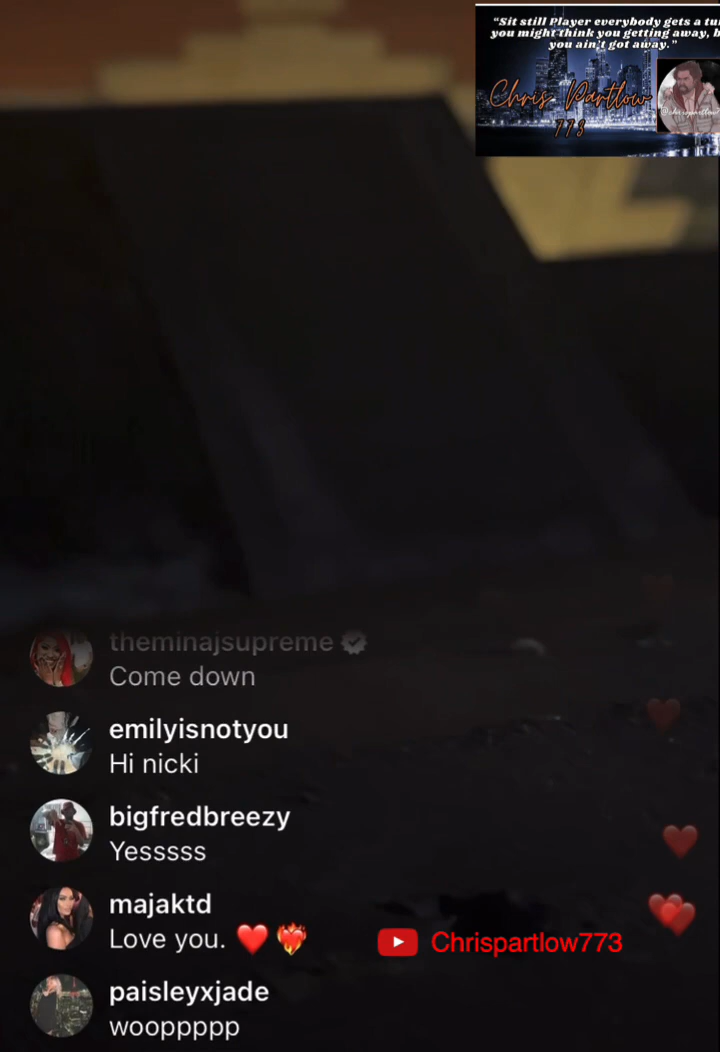 “Sit still Player everybody gets a
you might think you getting away,
you ain't got away.”
Chris Partlow
773
theminajsupreme
Come down
emilyisnotyou
Hi nicki
bigfredbreezy
Yesssss
majaktd
Love you. ❤️ ❤️‍🔥
Chrispartlow773
paisleyxjade
wooppppp